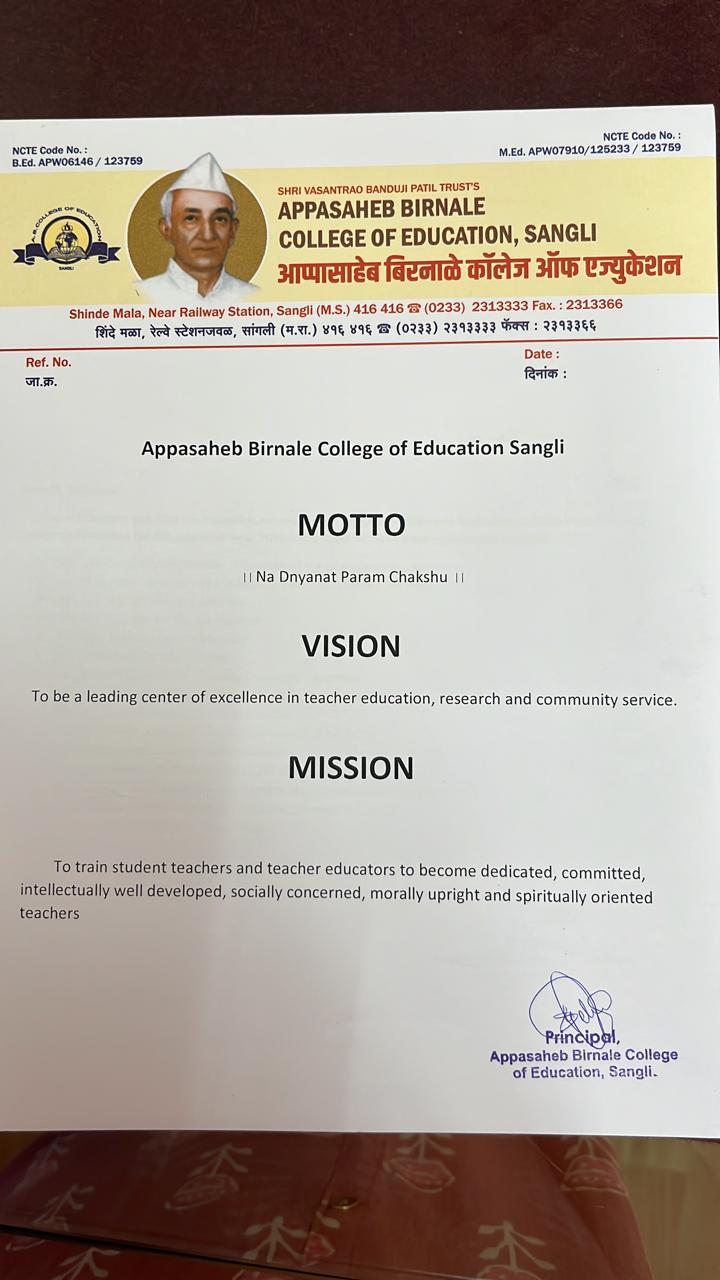 NCTE Code No. :
B.Ed. APW06146 / 123759
NCTE Code No. :
M.Ed. APW07910/125233 / 123759
A.B.COLLEGE OF EDUCATION
SANGLI
SHRI VASANTRAO BANDUJI PATIL TRUST'S
APPASAHEB BIRNALE
COLLEGE OF EDUCATION, SANGLI
आप्पासाहेब बिरनाळे कॉलेज ऑफ एज्युकेशन
Shinde Mala, Near Railway Station, Sangli (M.S.) 416 416 ☎ (0233) 2313333 Fax. : 2313366
शिंदे मळा, रेल्वे स्टेशनजवळ, सांगली (म.रा.) ४१६ ४१६ ☎ (०२३३) २३१३३३३ फॅक्स : २३१३३६६
Ref. No.
जा.क्र.
Date :
दिनांक :
Appasaheb Birnale College of Education Sangli
MOTTO
|| Na Dnyanat Param Chakshu ||
VISION
To be a leading center of excellence in teacher education, research and community service.
MISSION
To train student teachers and teacher educators to become dedicated, committed,
intellectually well developed, socially concerned, morally upright and spiritually oriented
teachers
Principal,
Appasaheb Birnale College
of Education, Sangli.